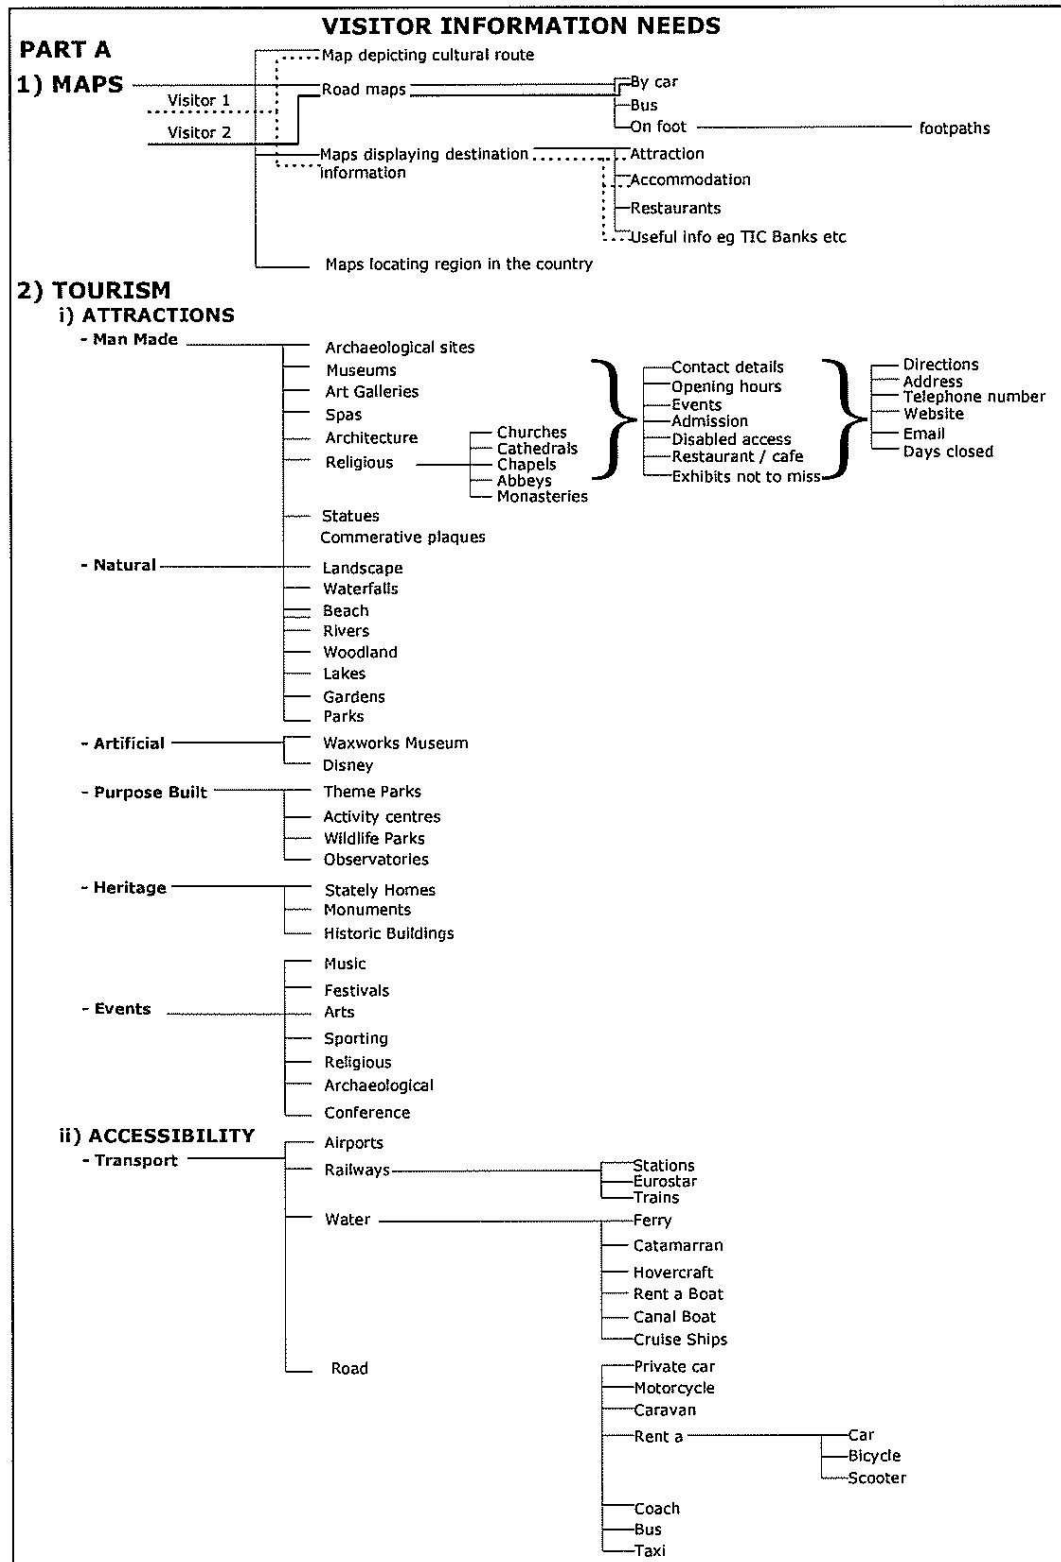 VISITOR INFORMATION NEEDS
PART A
Map depicting cultural route
1) MAPS
Road maps
By car
Visitor 1
Bus
Visitor 2
On foot
footpaths
Maps displaying destination
information
Attraction
Accommodation
Restaurants
Useful info eg TIC Banks etc
Maps locating region in the country
2) TOURISM
i) ATTRACTIONS
- Man Made
Archaeological sites
Museums
Art Galleries
Spas
Architecture
Religious
Churches
Cathedrals
Chapels
Abbeys
Monasteries
Contact details
Opening hours
Events
Admission
Disabled access
Restaurant / cafe
Exhibits not to miss
Directions
Address
Telephone number
Website
Email
Days closed
Statues
Commerative plaques
- Natural
Landscape
Waterfalls
Beach
Rivers
Woodland
Lakes
Gardens
Parks
- Artificial
Waxworks Museum
Disney
- Purpose Built
Theme Parks
Activity centres
Wildlife Parks
Observatories
- Heritage
Stately Homes
Monuments
Historic Buildings
- Events
Music
Festivals
Arts
Sporting
Religious
Archaeological
Conference
ii) ACCESSIBILITY
- Transport
Airports
Railways
Stations
Eurostar
Trains
Water
Ferry
Catamarran
Hovercraft
Rent a Boat
Canal Boat
Cruise Ships
Road
Private car
Motorcycle
Caravan
Rent a
Car
Bicycle
Scooter
Coach
Bus
Taxi